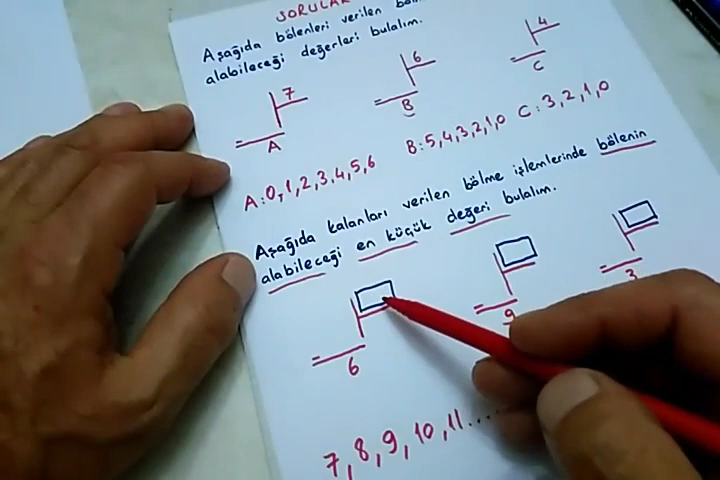 SORULAR
Aşağıda bölenleri verilen
alabileceği değerleri bulalım.
7 6 4
A B C
A:0,1,2,3,4,5,6 B:5,4,3,2,1,0 C:3,2,1,0
Aşağıda kalanları verilen bölme işlemlerinde bölenin
alabileceği en küçük değeri bulalım.
6 9 3
7,8,9,10,11.....